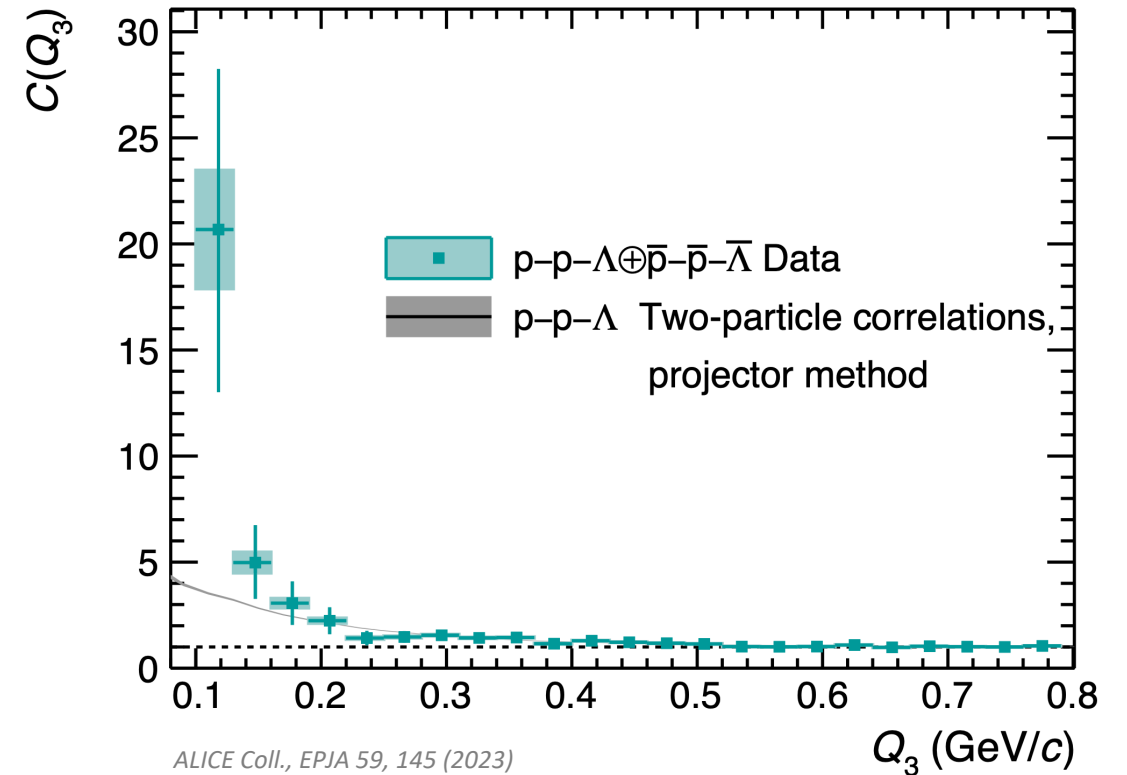 C(Q₃)
30
25
20
15
10
5
0
p–p–Λ⊕p̅–p̅–Λ̅ Data
p–p–Λ Two-particle correlations,
projector method
0.1 0.2 0.3 0.4 0.5 0.6 0.7 0.8
Q₃ (GeV/c)
ALICE Coll., EPJA 59, 145 (2023)